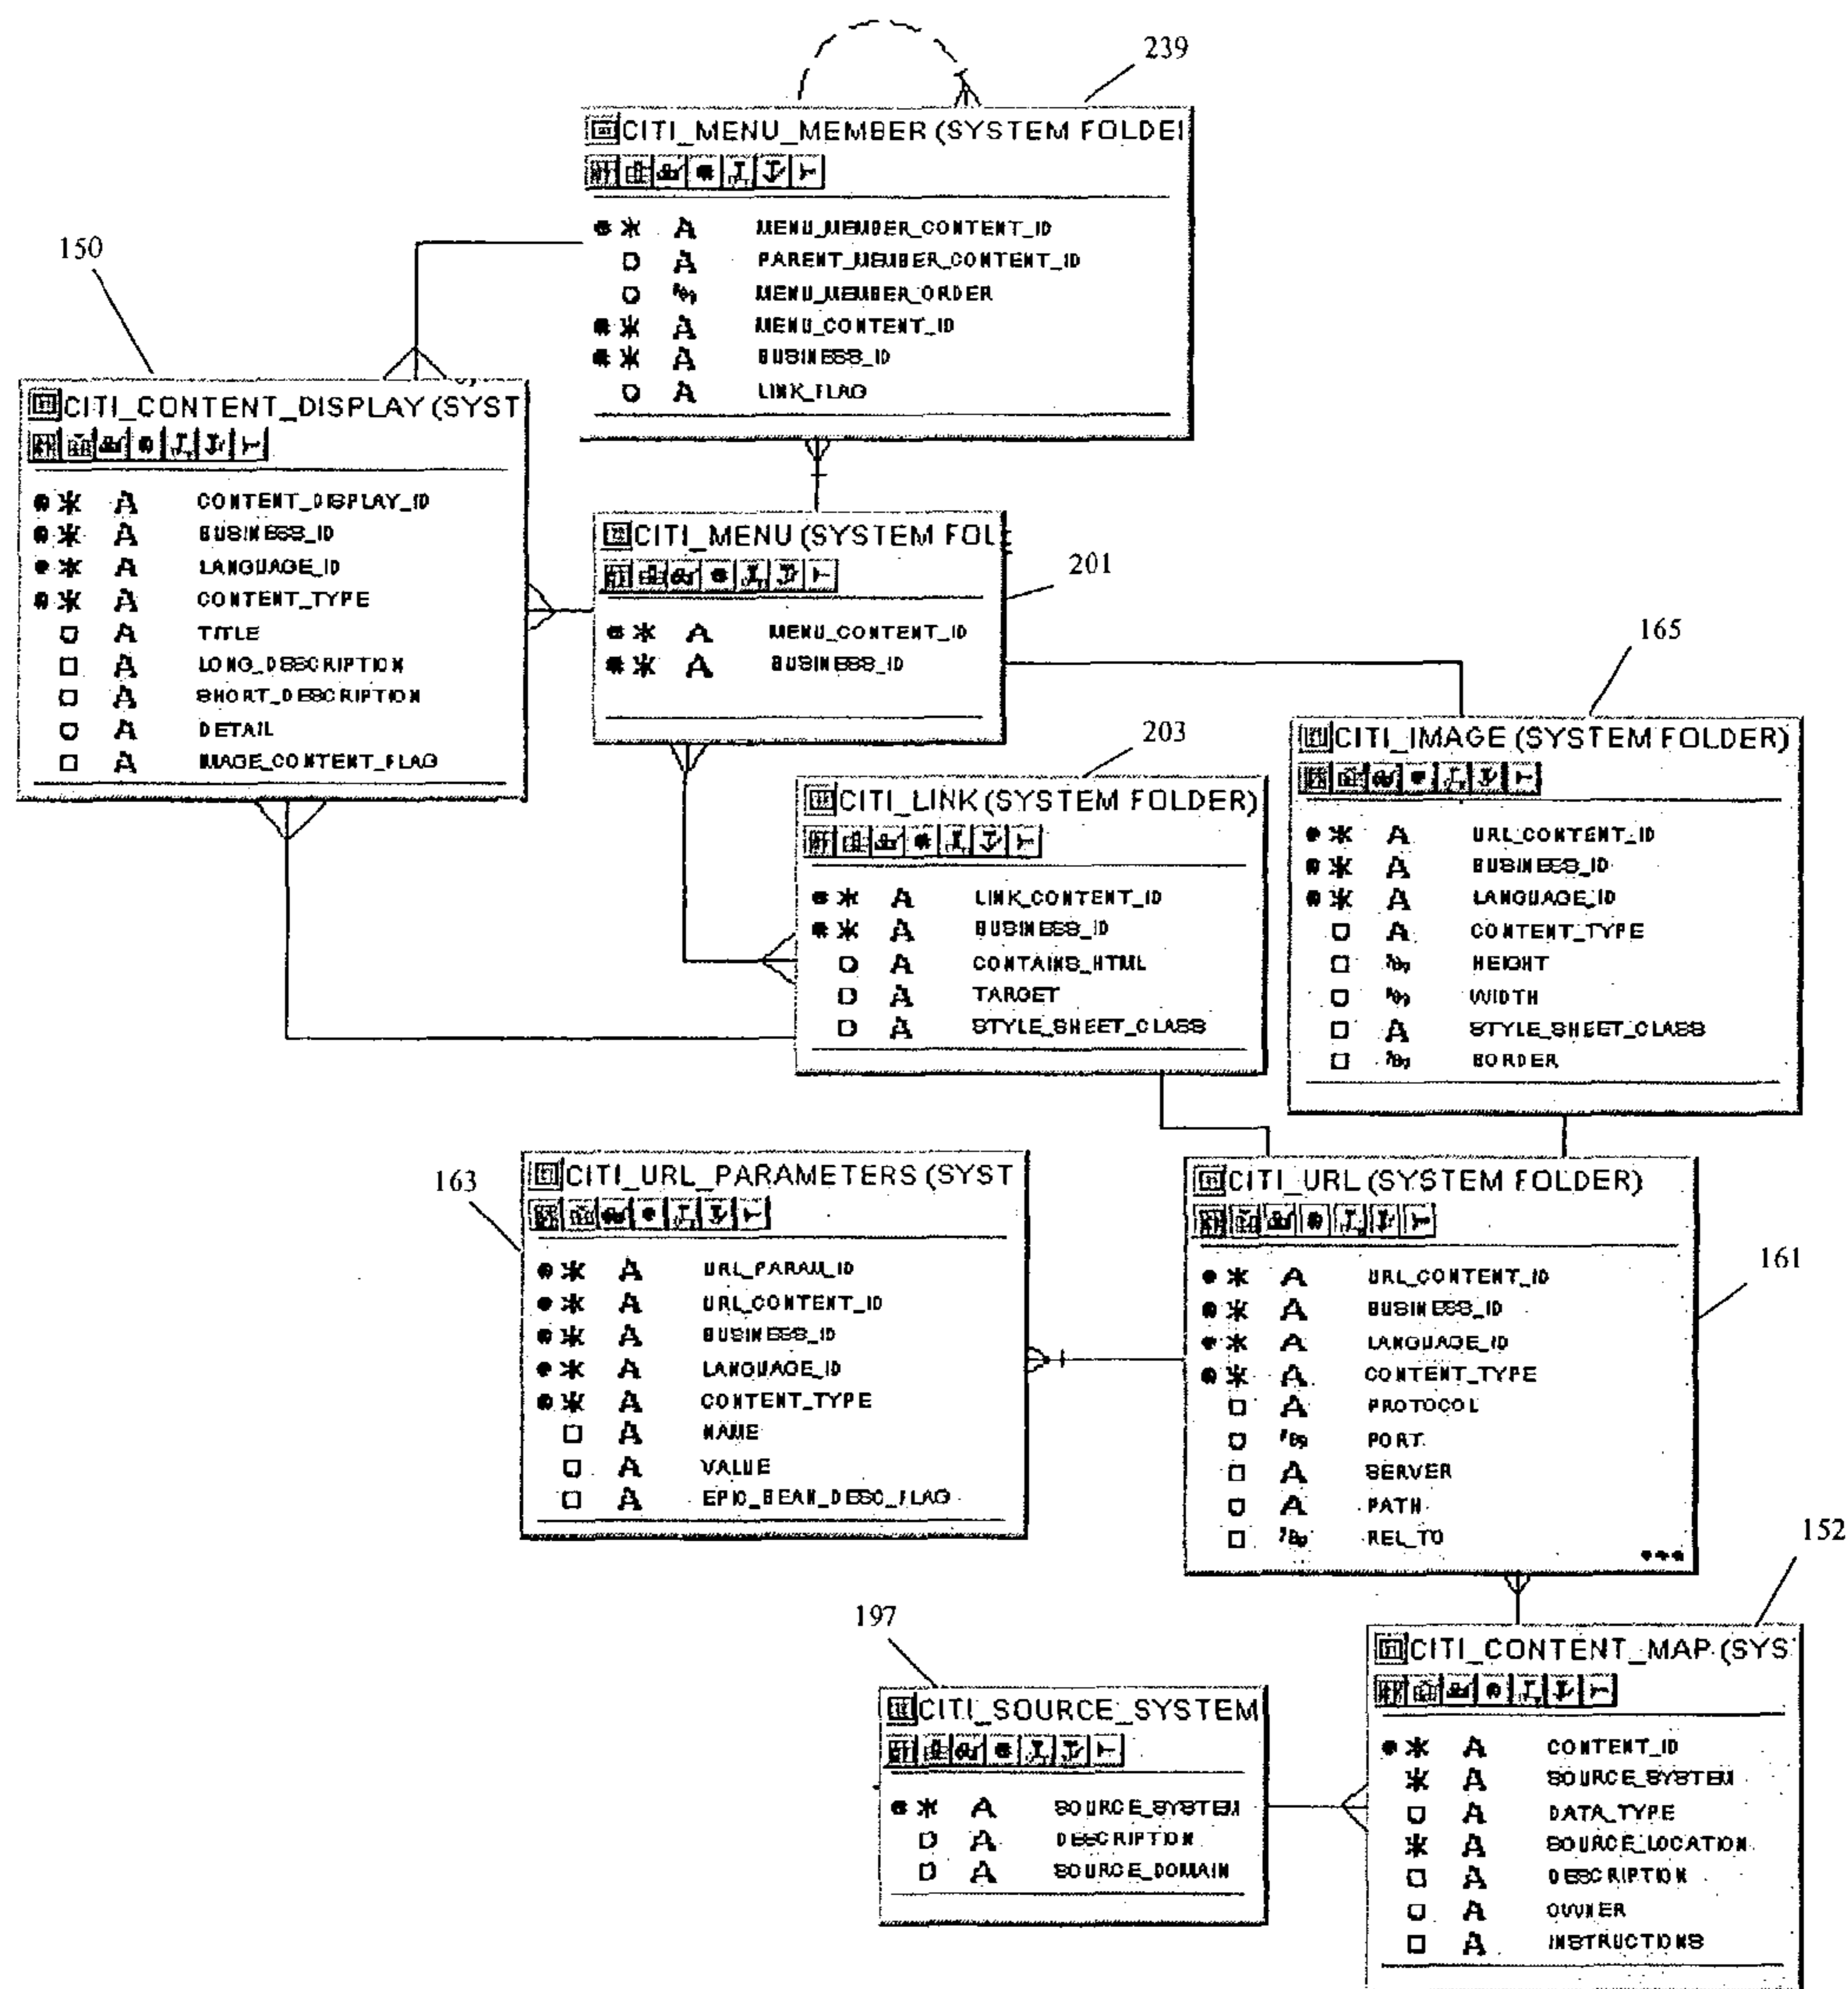 239
CITI_MENU_MEMBER (SYSTEM FOLDE
MENU_MEMBER_CONTENT_ID
PARENT_MEMBER_CONTENT_ID
MENU_MEMBER_ORDER
MENU_CONTENT_ID
BUSINESS_ID
LINK_FLAG
150
CITI_CONTENT_DISPLAY (SYST
CONTENT_DISPLAY_ID
BUSINESS_ID
LANGUAGE_ID
CONTENT_TYPE
TITLE
LONG_DESCRIPTION
SHORT_DESCRIPTION
DETAIL
IMAGE_CONTENT_FLAG
201
CITI_MENU (SYSTEM FOL
MENU_CONTENT_ID
BUSINESS_ID
203
CITI_LINK (SYSTEM FOLDER)
LINK_CONTENT_ID
BUSINESS_ID
CONTAINS_HTML
TARGET
STYLE_SHEET_CLASS
165
CITI_IMAGE (SYSTEM FOLDER)
URL_CONTENT_ID
BUSINESS_ID
LANGUAGE_ID
CONTENT_TYPE
HEIGHT
WIDTH
STYLE_SHEET_CLASS
BORDER
163
CITI_URL_PARAMETERS (SYST
URL_PARAM_ID
URL_CONTENT_ID
BUSINESS_ID
LANGUAGE_ID
CONTENT_TYPE
NAME
VALUE
EPIC_BEAN_DESC_FLAG
161
CITI_URL (SYSTEM FOLDER)
URL_CONTENT_ID
BUSINESS_ID
LANGUAGE_ID
CONTENT_TYPE
PROTOCOL
PORT
SERVER
PATH
REL_TO
197
CITI_SOURCE_SYSTEM
SOURCE_SYSTEM
DESCRIPTION
SOURCE_DOMAIN
152
CITI_CONTENT_MAP (SYS
CONTENT_ID
SOURCE_SYSTEM
DATA_TYPE
SOURCE_LOCATION
DESCRIPTION
OWNER
INSTRUCTIONS